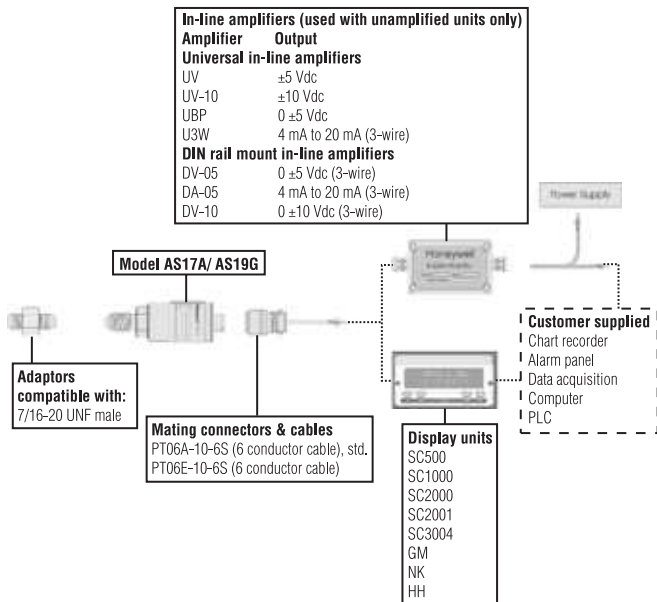 In-line amplifiers (used with unamplified units only)
Amplifier Output
Universal in-line amplifiers
UV ±5 Vdc
UV-10 ±10 Vdc
UBP 0 ±5 Vdc
U3W 4 mA to 20 mA (3-wire)
DIN rail mount in-line amplifiers
DV-05 0 ±5 Vdc (3-wire)
DA-05 4 mA to 20 mA (3-wire)
DV-10 0 ±10 Vdc (3-wire)
Power Supply
Honeywell
Model AS17A/ AS19G
Adaptors
compatible with:
7/16-20 UNF male
Mating connectors & cables
PT06A-10-6S (6 conductor cable), std.
PT06E-10-6S (6 conductor cable)
Customer supplied
Chart recorder
Alarm panel
Data acquisition
Computer
PLC
Display units
SC500
SC1000
SC2000
SC2001
SC3004
GM
NK
HH